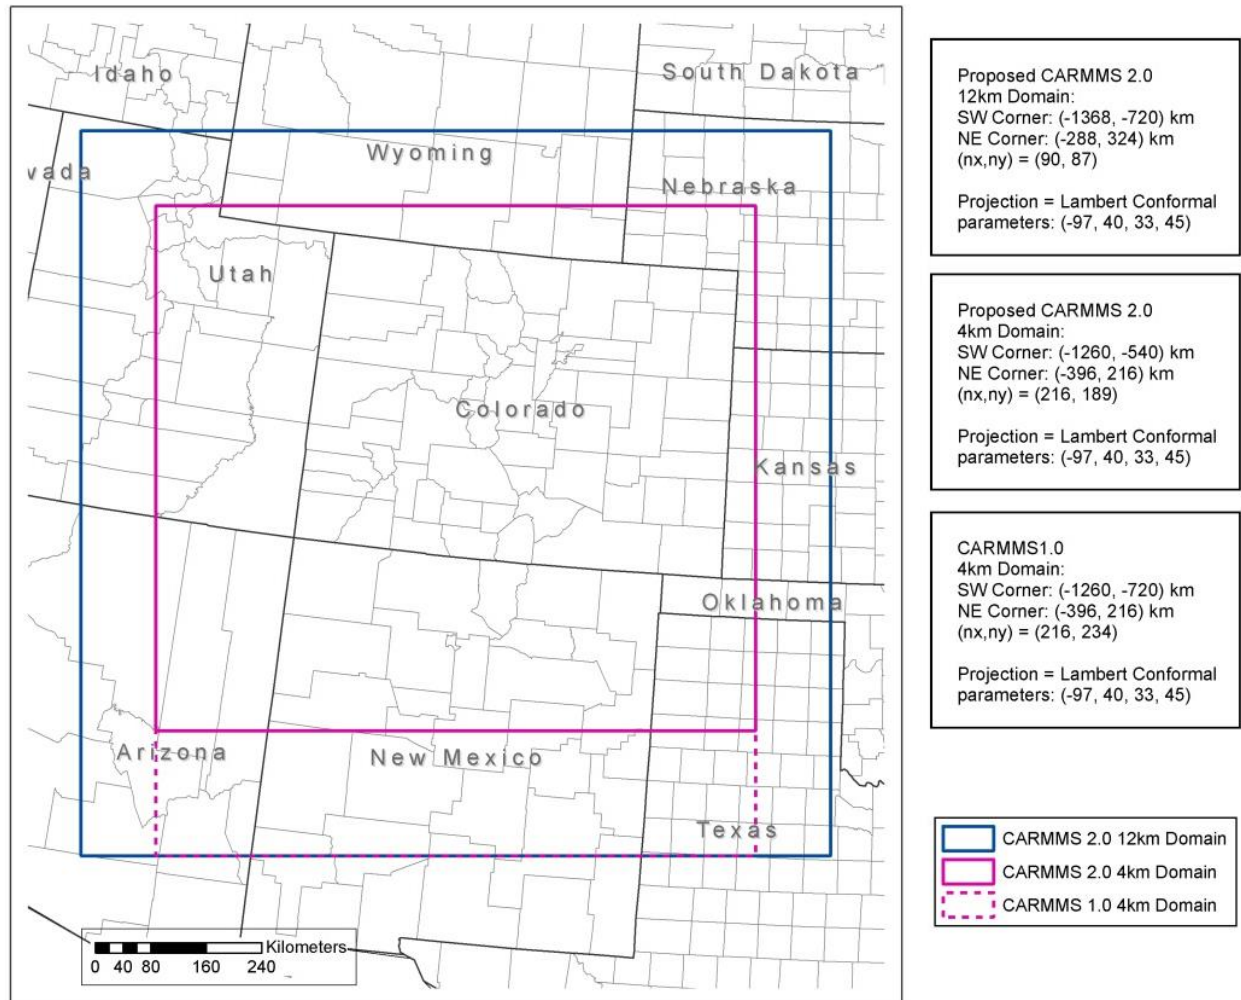 Idaho
South Dakota
Wyoming
vada
Nebraska
Utah
Colorado
Kansas
Oklahoma
Arizona
New Mexico
Texas
Kilometers
0 40 80 160 240
Proposed CARMMS 2.0
12km Domain:
SW Corner: (-1368, -720) km
NE Corner: (-288, 324) km
(nx,ny) = (90, 87)
Projection = Lambert Conformal
parameters: (-97, 40, 33, 45)
Proposed CARMMS 2.0
4km Domain:
SW Corner: (-1260, -540) km
NE Corner: (-396, 216) km
(nx,ny) = (216, 189)
Projection = Lambert Conformal
parameters: (-97, 40, 33, 45)
CARMMS1.0
4km Domain:
SW Corner: (-1260, -720) km
NE Corner: (-396, 216) km
(nx,ny) = (216, 234)
Projection = Lambert Conformal
parameters: (-97, 40, 33, 45)
CARMMS 2.0 12km Domain
CARMMS 2.0 4km Domain
CARMMS 1.0 4km Domain